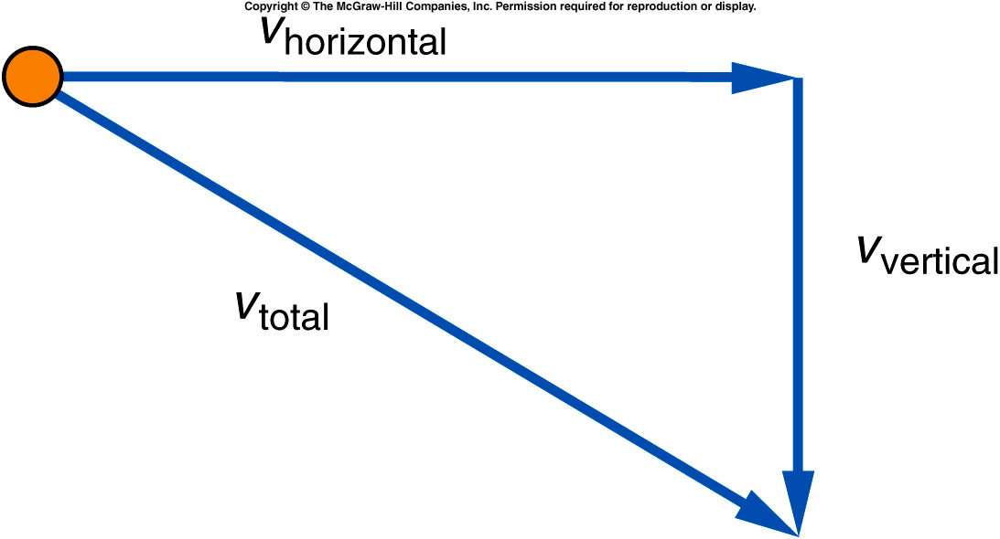 Copyright © The McGraw-Hill Companies, Inc. Permission required for reproduction or display.
vhorizontal
vvertical
vtotal